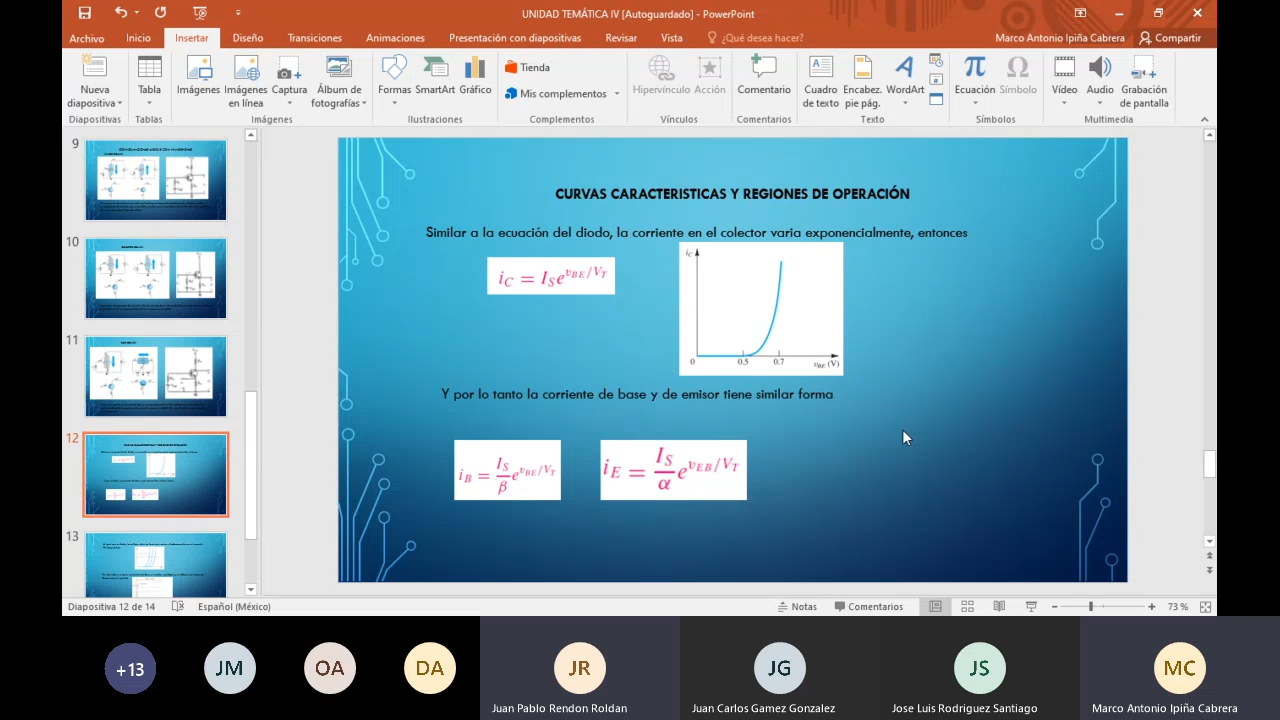 UNIDAD TEMÁTICA IV [Autoguardado] - PowerPoint
Archivo Inicio Insertar Diseño Transiciones Animaciones Presentación con diapositivas Revisar Vista ¿Qué desea hacer? Marco Antonio Ipiña Cabrera Compartir
Nueva diapositiva
Tabla
Imágenes
Imágenes en línea
Captura
Álbum de fotografías
Formas
SmartArt
Gráfico
Tienda
Mis complementos
Hipervínculo
Acción
Comentario
Cuadro de texto
Encabez. pie pág.
WordArt
Ecuación
Símbolo
Vídeo
Audio
Grabación de pantalla
Diapositivas Tablas Imágenes Ilustraciones Complementos Vínculos Comentarios Texto Símbolos Multimedia
9
10
11
12
13
CURVAS CARACTERISTICAS Y REGIONES DE OPERACIÓN
Similar a la ecuación del diodo, la corriente en el colector varia exponencialmente, entonces
i_C = I_S e^{v_{BE}/V_T}
i_C
0 0.5 0.7 v_{BE} (V)
Y por lo tanto la corriente de base y de emisor tiene similar forma
i_B = \frac{I_S}{β} e^{v_{BE}/V_T}
i_E = \frac{I_S}{α} e^{v_{EB}/V_T}
Diapositiva 12 de 14 Español (México) Notas Comentarios 73 %
+13 JM OA DA JR JG JS MC
Juan Pablo Rendon Roldan Juan Carlos Gamez Gonzalez Jose Luis Rodriguez Santiago Marco Antonio Ipiña Cabrera